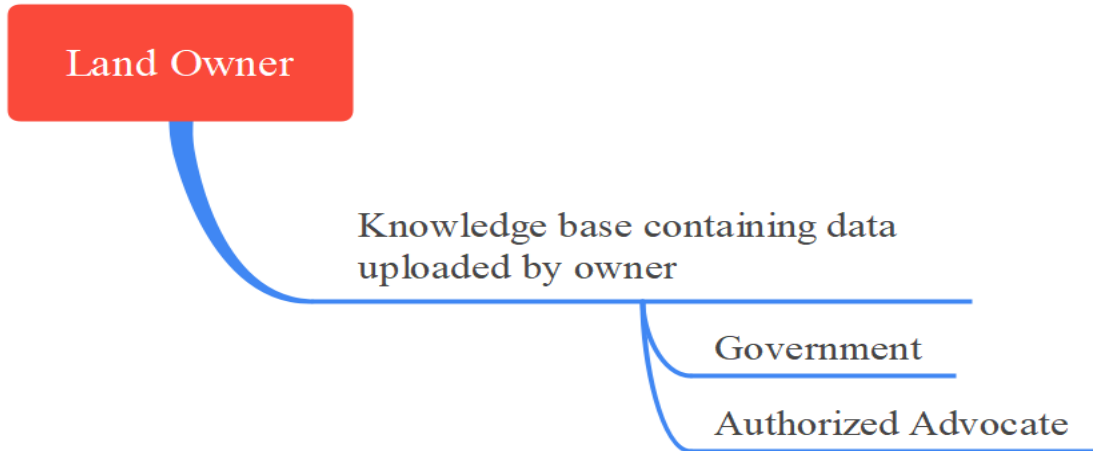 Land Owner
Knowledge base containing data
uploaded by owner
Government
Authorized Advocate